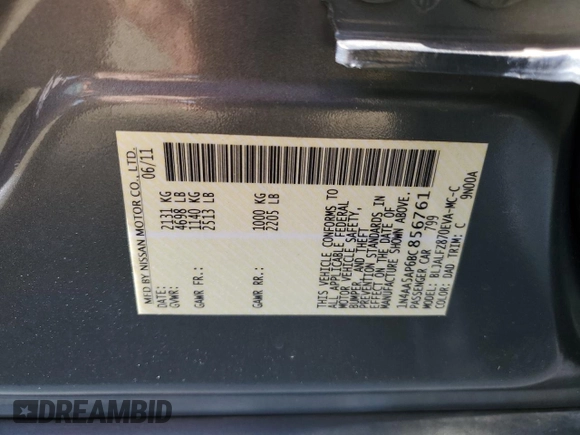 MFD BY NISSAN MOTOR CO., LTD.
06/11
DATE: 2131 KG
GVWR: 4698 LB
GAWR FR.: 1140 KG
2513 LB
GAWR RR.: 1000 KG
2205 LB
THIS VEHICLE CONFORMS TO
ALL APPLICABLE FEDERAL
MOTOR VEHICLE SAFETY,
BUMPER, AND THEFT
PREVENTION STANDARDS IN
EFFECT ON THE DATE OF
MANUFACTURE SHOWN ABOVE.
1N4AA5AP0BC856761
PASSENGER CAR 799
MODEL: BLJALF2870EVA-MC-C
COLOR: DAD TRIM: C 9N00A
DREAMBID